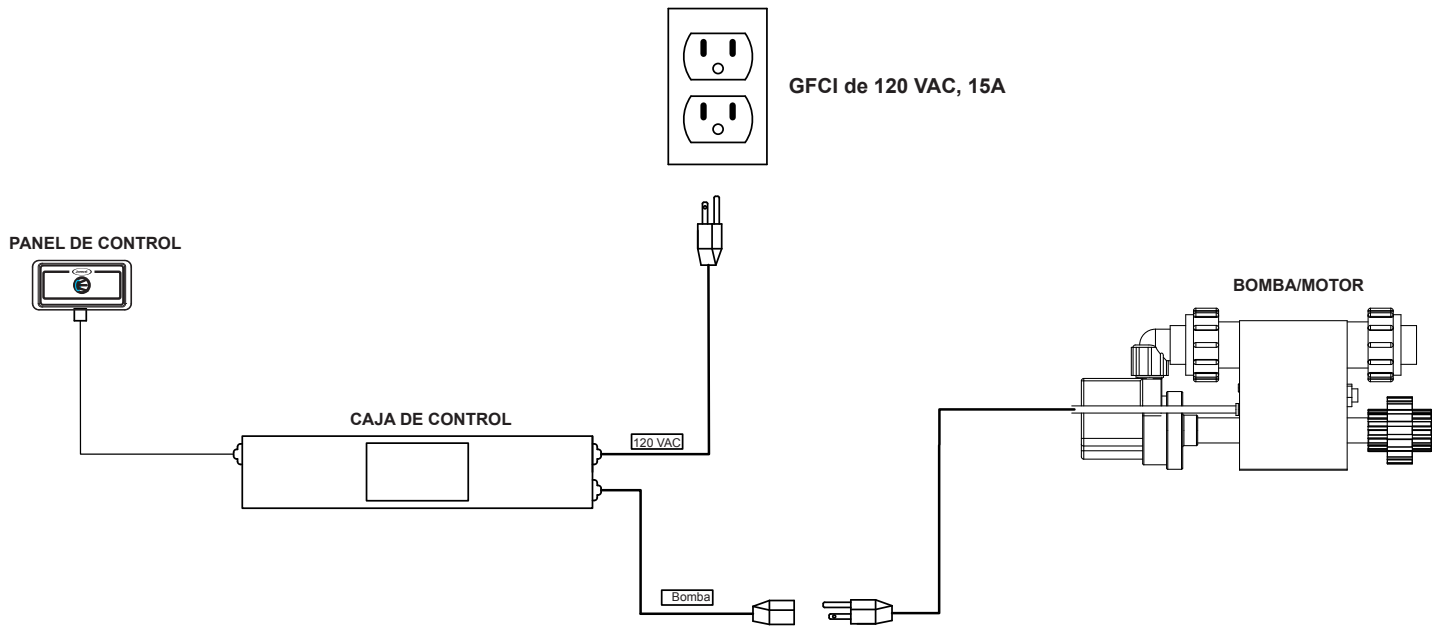 GFCI de 120 VAC, 15A
PANEL DE CONTROL
BOMBA/MOTOR
CAJA DE CONTROL
120 VAC
Bomba